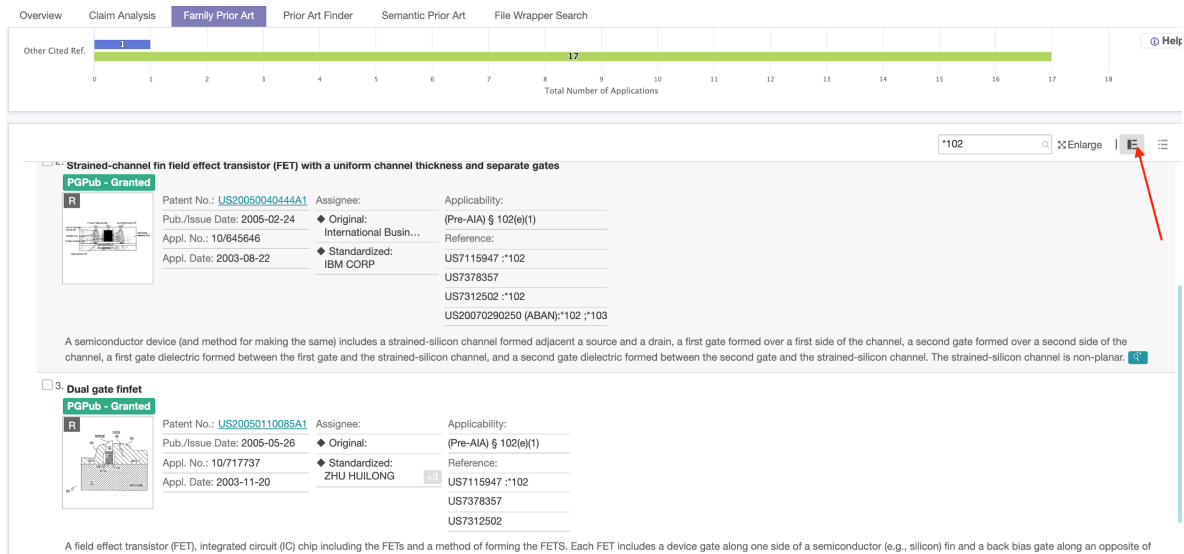 Overview Claim Analysis Family Prior Art Prior Art Finder Semantic Prior Art File Wrapper Search
Help
Other Cited Ref.
1
17
0 1 2 3 4 5 6 7 8 9 10 11 12 13 14 15 16 17 18
Total Number of Applications
*102 Enlarge
2. Strained-channel fin field effect transistor (FET) with a uniform channel thickness and separate gates
PGPub - Granted
R
Patent No.: US20050040444A1 Assignee: Applicability:
Pub./Issue Date: 2005-02-24 ◆ Original: (Pre-AIA) § 102(e)(1)
International Busin...
Appl. No.: 10/645646 Reference:
Appl. Date: 2003-08-22 ◆ Standardized: US7115947 :*102
IBM CORP
US7378357
US7312502 :*102
US20070290250 (ABAN):*102 ;*103
A semiconductor device (and method for making the same) includes a strained-silicon channel formed adjacent a source and a drain, a first gate formed over a first side of the channel, a second gate formed over a second side of the
channel, a first gate dielectric formed between the first gate and the strained-silicon channel, and a second gate dielectric formed between the second gate and the strained-silicon channel. The strained-silicon channel is non-planar.
3. Dual gate finfet
PGPub - Granted
R
Patent No.: US20050110085A1 Assignee: Applicability:
Pub./Issue Date: 2005-05-26 ◆ Original: (Pre-AIA) § 102(e)(1)
Appl. No.: 10/717737 ◆ Standardized: Reference:
ZHU HUILONG +3
Appl. Date: 2003-11-20 US7115947 :*102
US7378357
US7312502
A field effect transistor (FET), integrated circuit (IC) chip including the FETs and a method of forming the FETS. Each FET includes a device gate along one side of a semiconductor (e.g., silicon) fin and a back bias gate along an opposite of